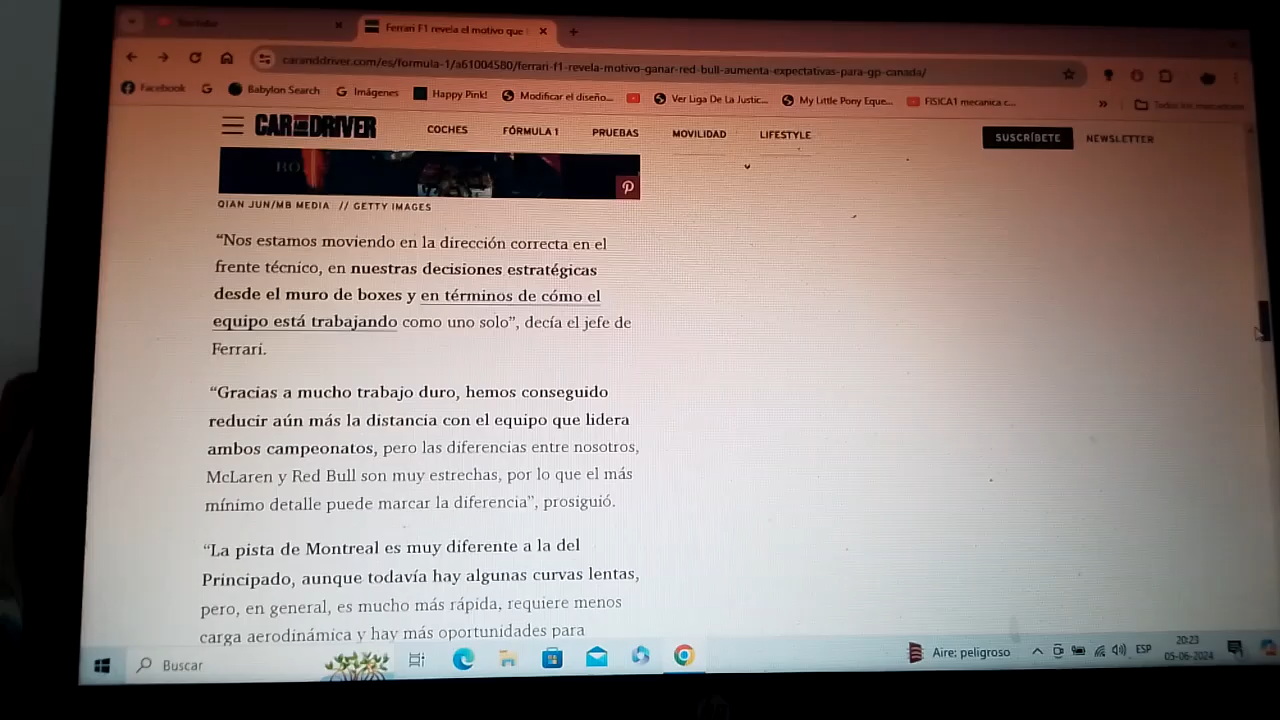 Ferrari F1 revela el motivo que
caranddriver.com/es/formula-1/a61004580/ferrari-f1-revela-motivo-ganar-red-bull-aumenta-expectativas-para-gp-canada/
Facebook
Babylon Search
Imágenes
Happy Pink!
Modificar el diseño...
Ver Liga De La Justic...
My Little Pony Eque...
FISICA1 mecanica c...
Todos los marcadores
CAR AND DRIVER
COCHES
FÓRMULA 1
PRUEBAS
MOVILIDAD
LIFESTYLE
SUSCRÍBETE
NEWSLETTER
QIAN JUN/MB MEDIA // GETTY IMAGES
“Nos estamos moviendo en la dirección correcta en el
frente técnico, en nuestras decisiones estratégicas
desde el muro de boxes y en términos de cómo el
equipo está trabajando como uno solo”, decía el jefe de
Ferrari.
“Gracias a mucho trabajo duro, hemos conseguido
reducir aún más la distancia con el equipo que lidera
ambos campeonatos, pero las diferencias entre nosotros,
McLaren y Red Bull son muy estrechas, por lo que el más
mínimo detalle puede marcar la diferencia”, prosiguió.
“La pista de Montreal es muy diferente a la del
Principado, aunque todavía hay algunas curvas lentas,
pero, en general, es mucho más rápida, requiere menos
carga aerodinámica y hay más oportunidades para
Buscar
Aire: peligroso
ESP
20:23
05-06-2024